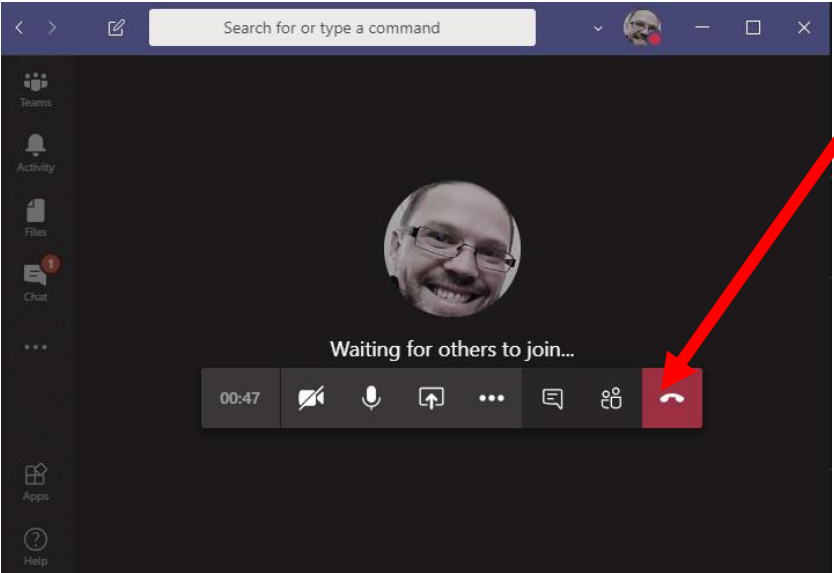 Search for or type a command
Teams
Activity
Files
1
Chat
Waiting for others to join...
00:47
Apps
?
Help